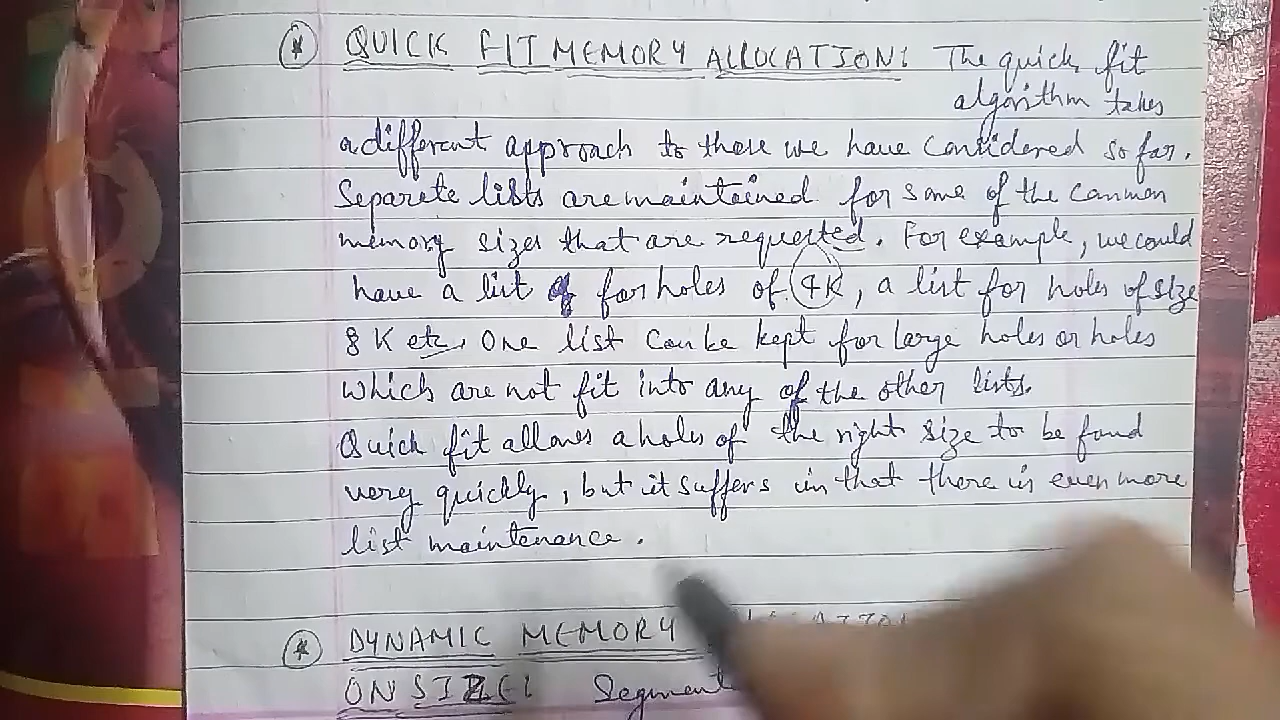 * QUICK FIT MEMORY ALLOCATION: The quick fit
algorithm takes
a different approach to those we have considered so far.
Separate lists are maintained for some of the common
memory sizes that are requested. For example, we could
have a list of for holes of 4K, a list for holes of size
8 K etc. One list can be kept for large holes or holes
which are not fit into any of the other lists.
Quick fit allows a holes of the right size to be found
very quickly, but it suffers in that there is even more
list maintenance.
* DYNAMIC MEMORY
ON SIZE: Segment